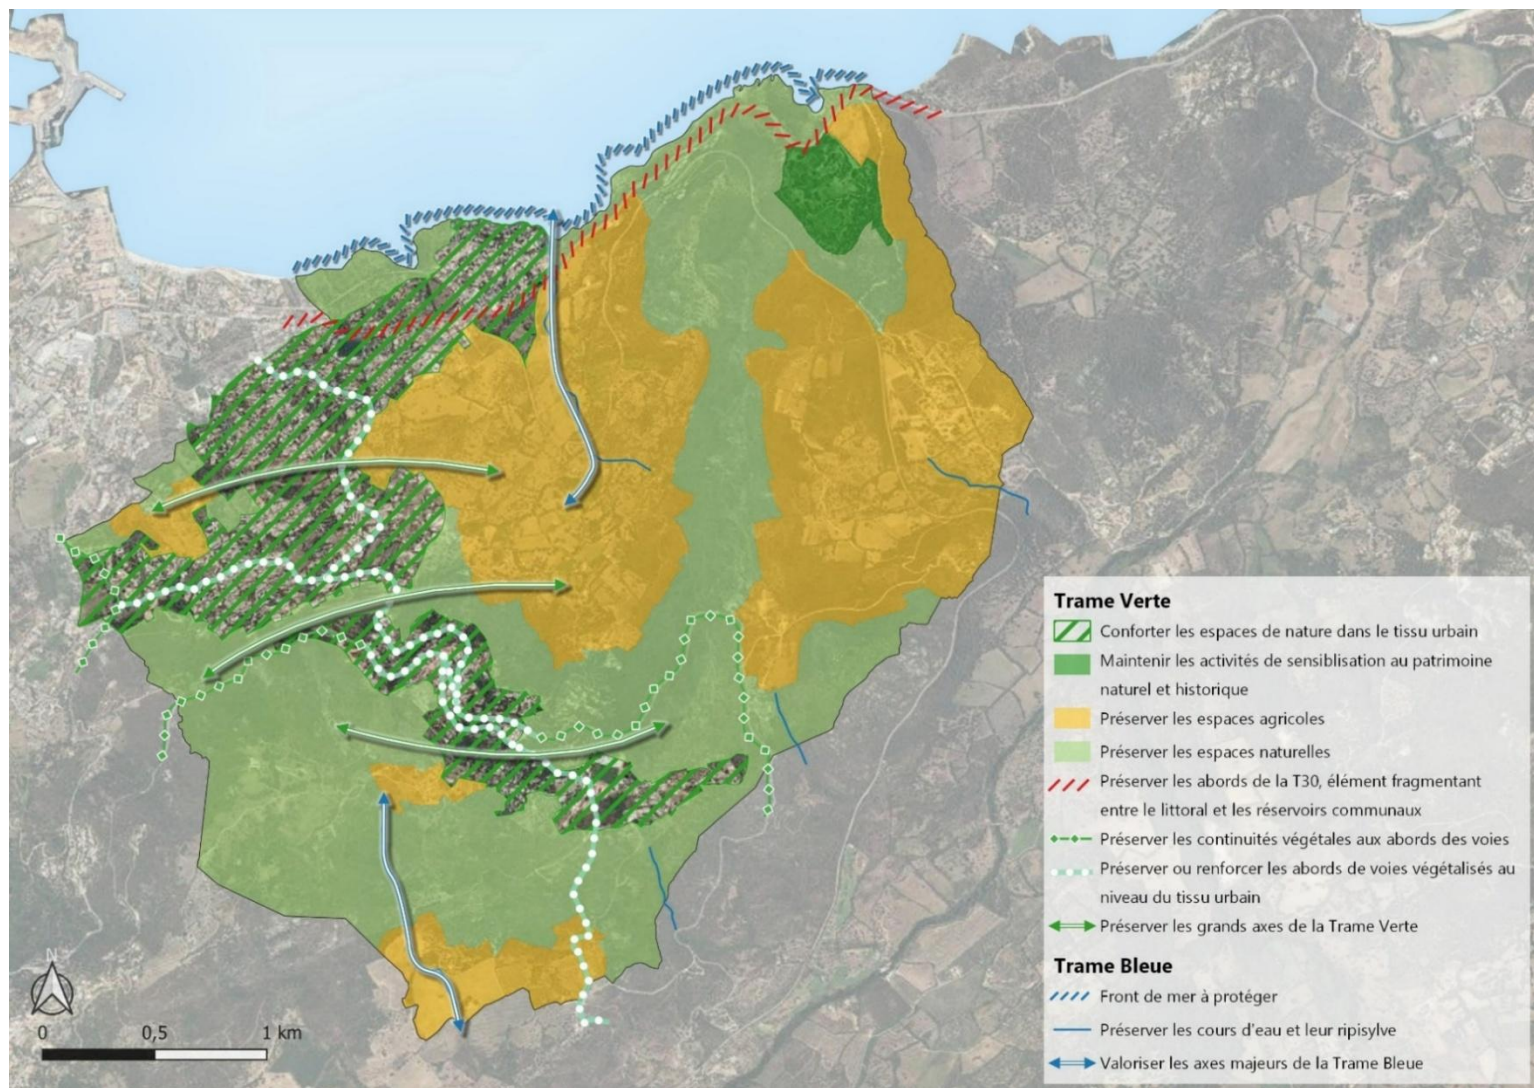 Trame Verte
Conforter les espaces de nature dans le tissu urbain
Maintenir les activités de sensiblisation au patrimoine
naturel et historique
Préserver les espaces agricoles
Préserver les espaces naturelles
Préserver les abords de la T30, élément fragmentant
entre le littoral et les réservoirs communaux
Préserver les continuités végétales aux abords des voies
Préserver ou renforcer les abords de voies végétalisés au
niveau du tissu urbain
Préserver les grands axes de la Trame Verte
Trame Bleue
Front de mer à protéger
Préserver les cours d'eau et leur ripisylve
Valoriser les axes majeurs de la Trame Bleue
N
0 0,5 1 km